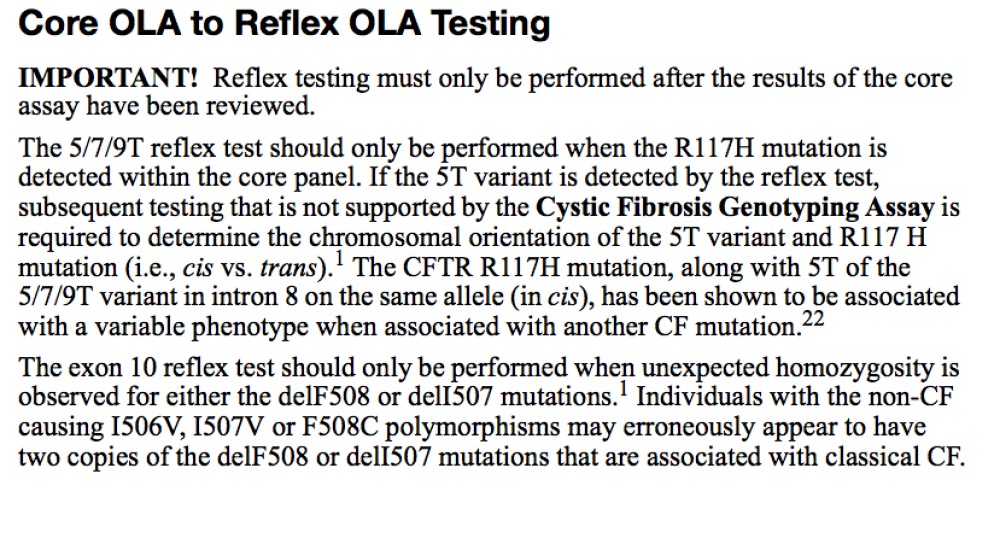 Core OLA to Reflex OLA Testing
IMPORTANT! Reflex testing must only be performed after the results of the core
assay have been reviewed.
The 5/7/9T reflex test should only be performed when the R117H mutation is
detected within the core panel. If the 5T variant is detected by the reflex test,
subsequent testing that is not supported by the Cystic Fibrosis Genotyping Assay is
required to determine the chromosomal orientation of the 5T variant and R117 H
mutation (i.e., cis vs. trans).1 The CFTR R117H mutation, along with 5T of the
5/7/9T variant in intron 8 on the same allele (in cis), has been shown to be associated
with a variable phenotype when associated with another CF mutation.22
The exon 10 reflex test should only be performed when unexpected homozygosity is
observed for either the delF508 or delI507 mutations.1 Individuals with the non-CF
causing I506V, I507V or F508C polymorphisms may erroneously appear to have
two copies of the delF508 or delI507 mutations that are associated with classical CF.